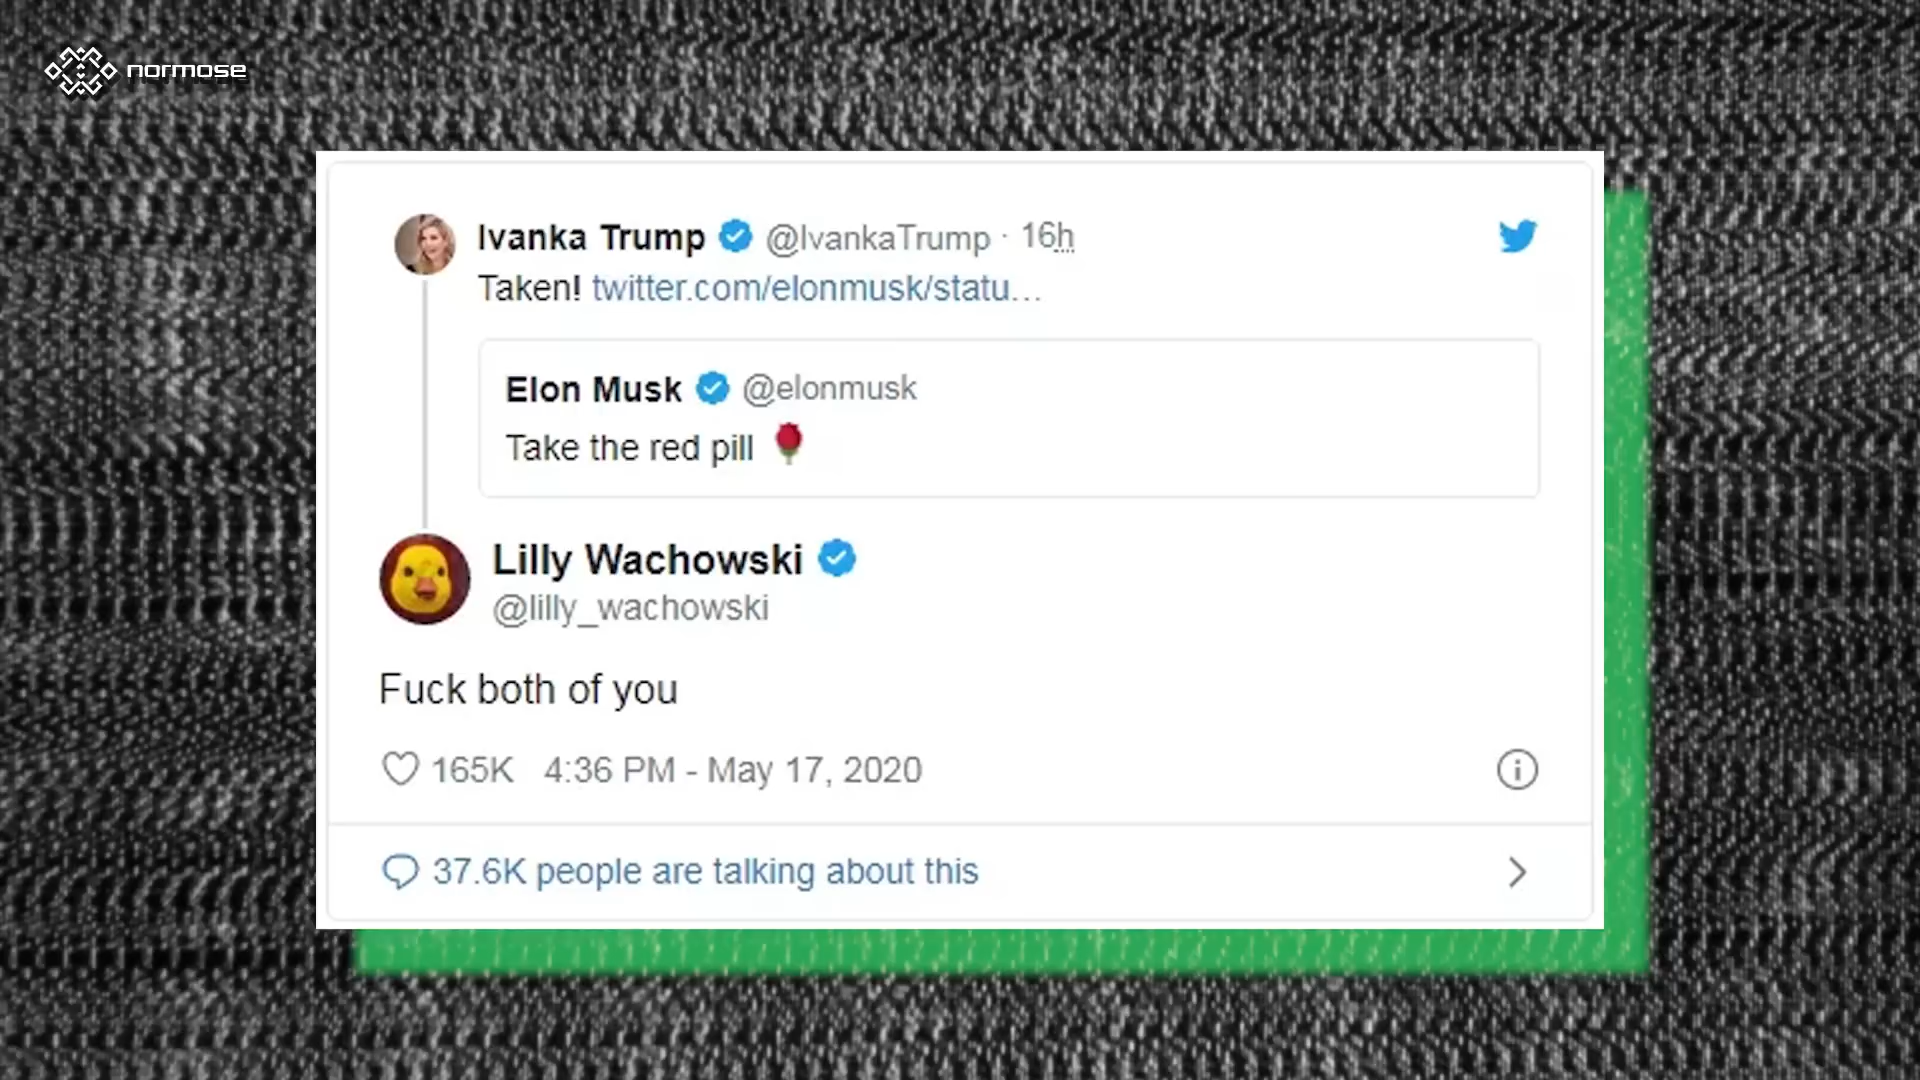 normose
Ivanka Trump @IvankaTrump · 16h
Taken! twitter.com/elonmusk/statu…
Elon Musk @elonmusk
Take the red pill 🌹
Lilly Wachowski
@lilly_wachowski
Fuck both of you
165K 4:36 PM - May 17, 2020
37.6K people are talking about this